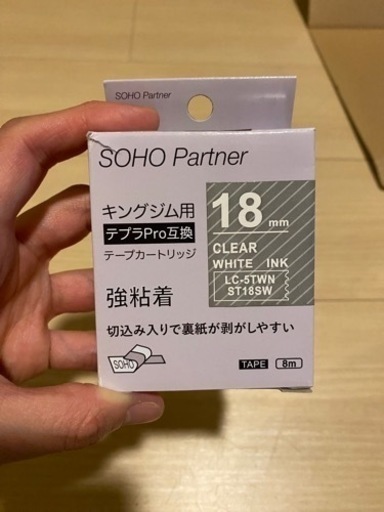 SOHO Partner
SOHO Partner
キングジム用
テプラPro互換
テープカートリッジ
強粘着
切込み入りで裏紙が剥がしやすい
SOHO
18 mm
CLEAR
WHITE INK
LC-5TWN
ST18SW
TAPE 8m